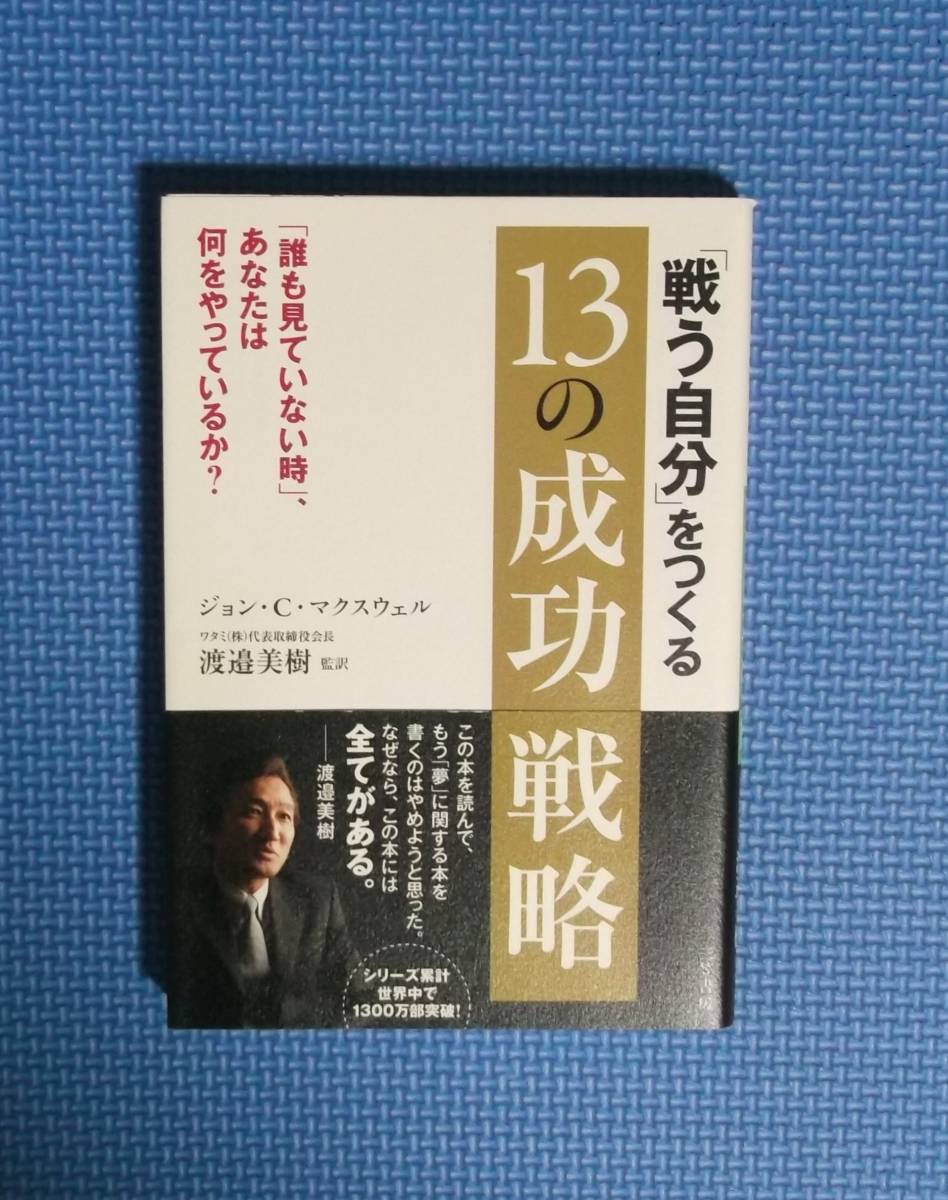 「戦う自分」をつくる
13の成功戦略
「誰も見ていない時」、
あなたは
何をやっているか?
ジョン・C・マクスウェル
ワタミ(株)代表取締役会長
渡邉美樹 監訳
この本を読んで、
もう「夢」に関する本を
書くのはやめようと思った。
なぜなら、この本には
全てがある。
──渡邉美樹
シリーズ累計
世界中で
1300万部突破!
書房